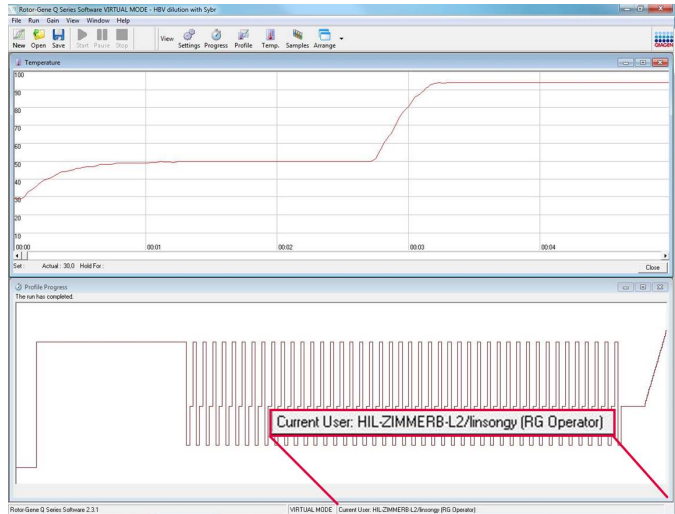 Rotor-Gene Q Series Software VIRTUAL MODE - HBV dilution with Sybr
File Run Gain View Window Help
New Open Save Start Pause Stop View Settings Progress Profile Temp. Samples Arrange
QIAGEN
Temperature
100
90
80
70
60
50
40
30
20
10
00:00 00:01 00:02 00:03 00:04
Set : Actual : 30,0 Hold For : Close
Profile Progress
The run has completed.
Current User: HIL-ZIMMERB-L2/linsongy (RG Operator)
Rotor-Gene Q Series Software 2.3.1 VIRTUAL MODE Current User: HIL-ZIMMERB-L2/linsongy (RG Operator)